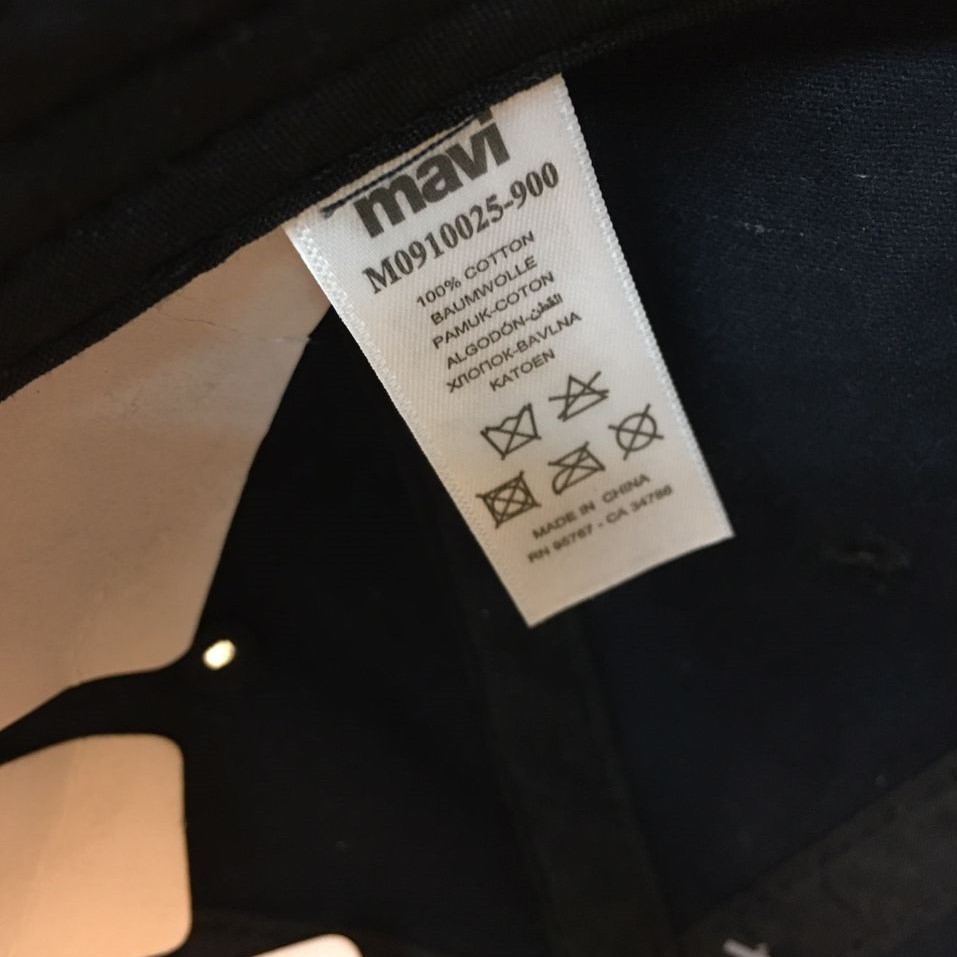 mavi
M0910025-900
100% COTTON
BAUMWOLLE
PAMUK-COTON
ALGODÓN-القطن
ХЛОПОК-BAVLNA
KATOEN
MADE IN CHINA
RN 95767 - CA 34786